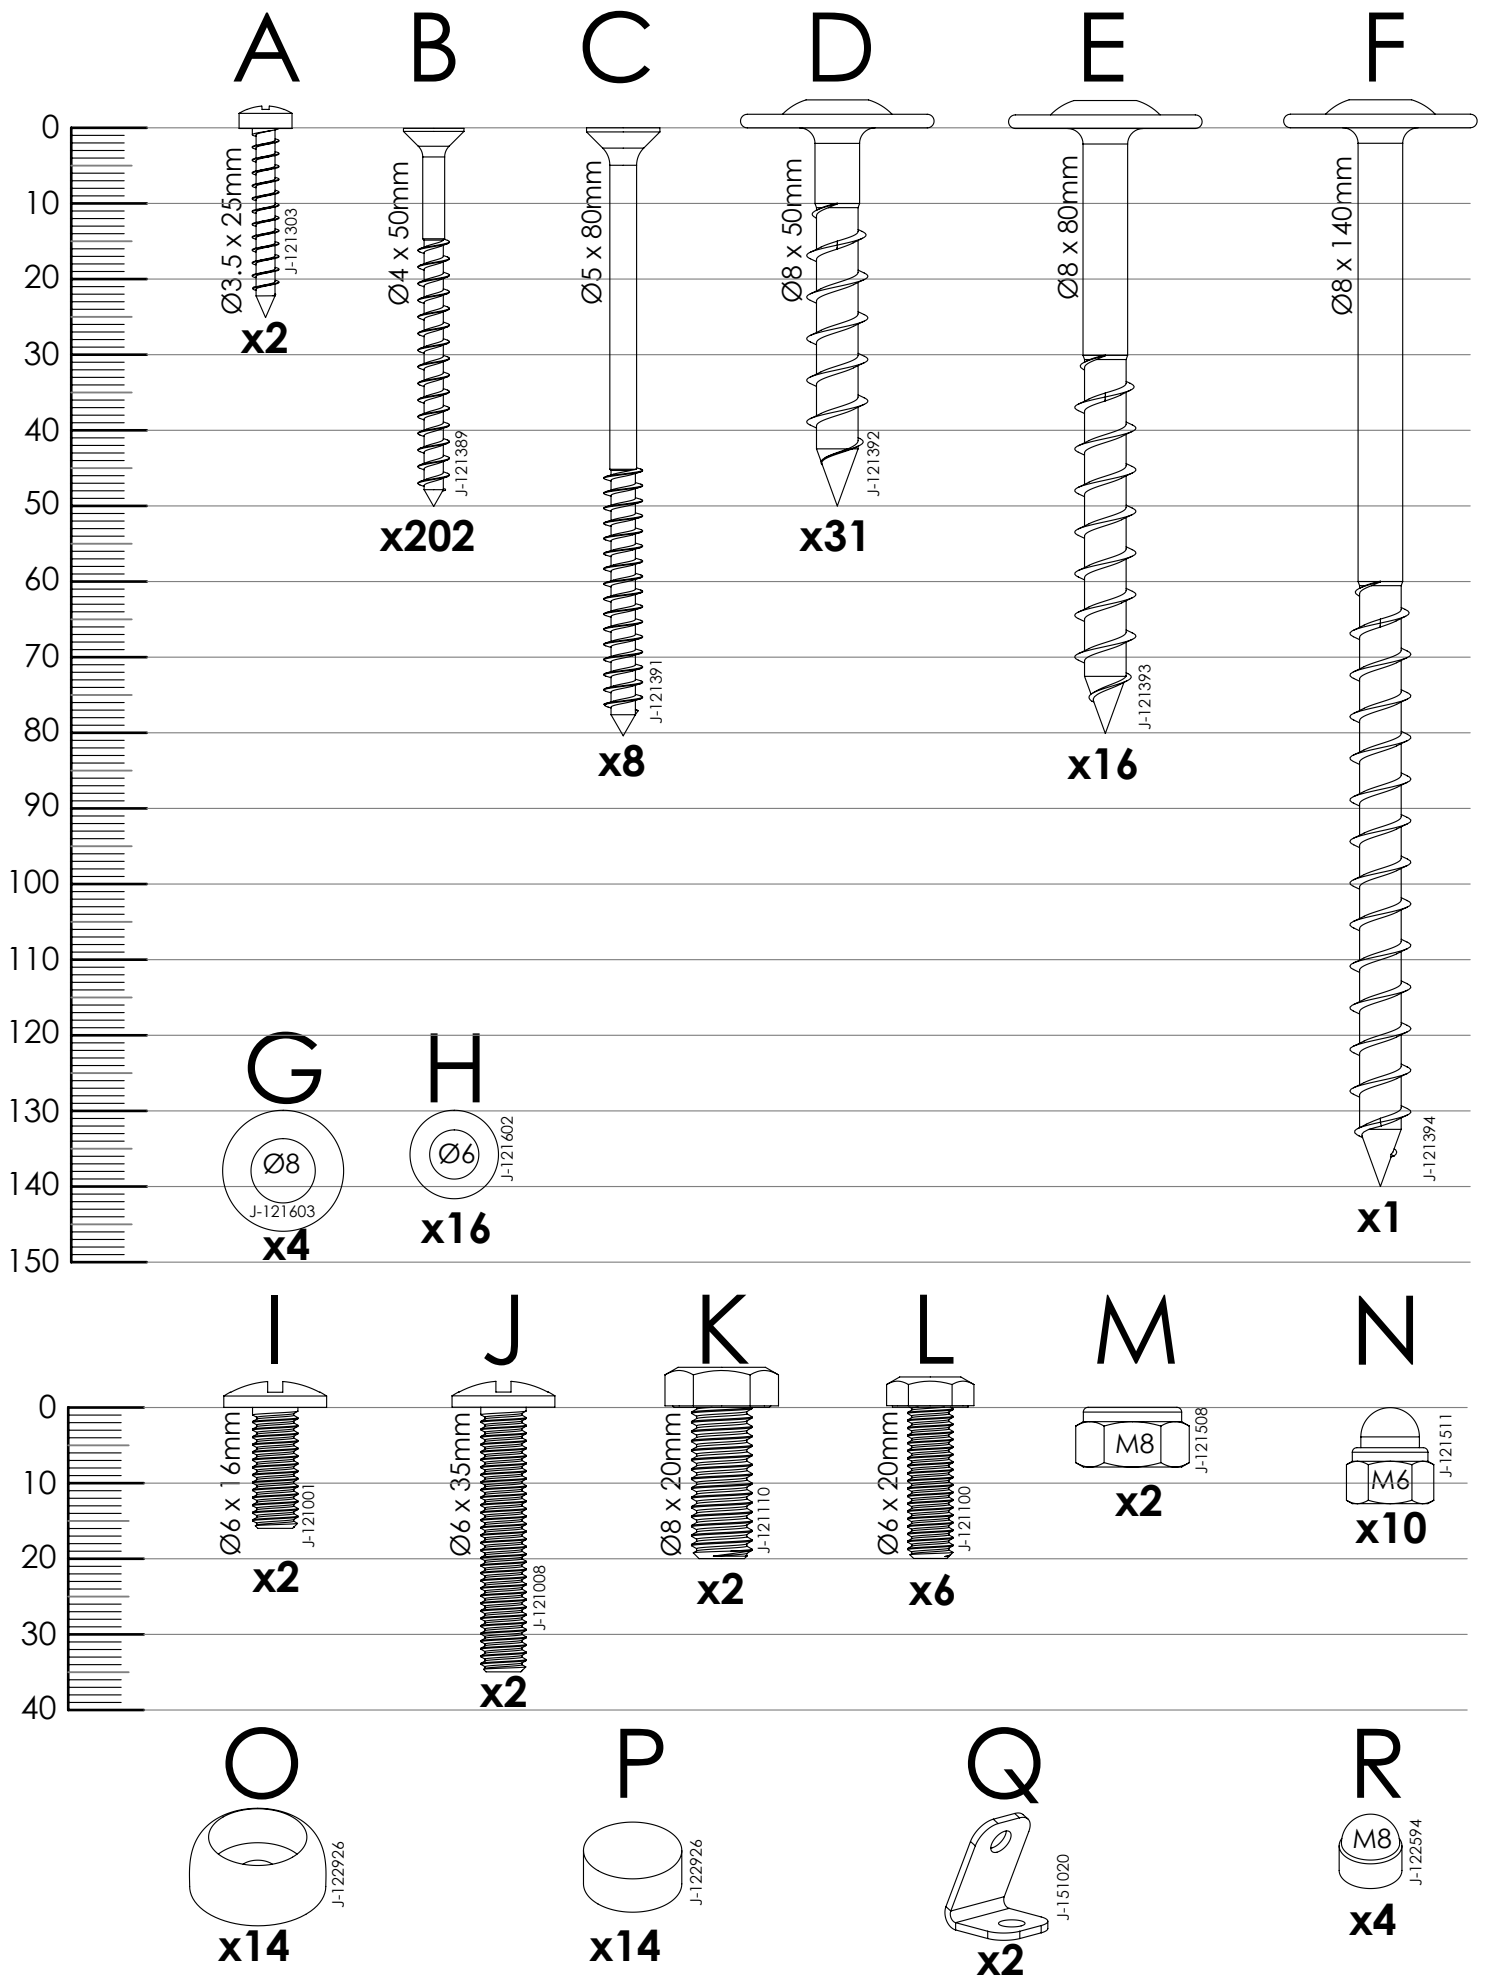 A B C D E F
0
10
20
30
40
50
60
70
80
90
100
110
120
130
140
150
Ø3.5 x 25mm
J-121303
x2
Ø4 x 50mm
J-121389
x202
Ø5 x 80mm
J-121391
x8
Ø8 x 50mm
J-121392
x31
Ø8 x 80mm
J-121393
x16
Ø8 x 140mm
J-121394
x1
G H
Ø8
J-121603
x4
Ø6
J-121602
x16
I J K L M N
0
10
20
30
40
Ø6 x 16mm
J-121001
x2
Ø6 x 35mm
J-121008
x2
Ø8 x 20mm
J-121110
x2
Ø6 x 20mm
J-121100
x6
M8
J-121508
x2
M6
J-121511
x10
O P Q R
J-122926
x14
J-122926
x14
J-151020
x2
M8
J-122594
x4